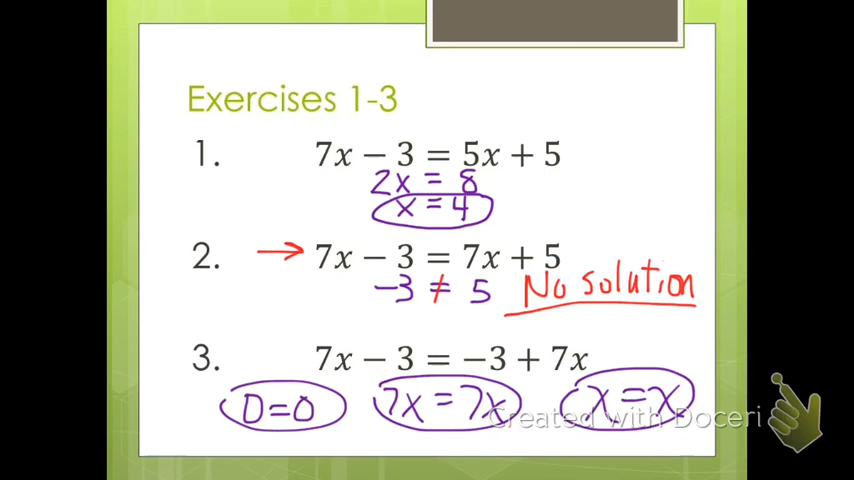 Exercises 1-3
1. 7x − 3 = 5x + 5
2x = 8
x = 4
2. → 7x − 3 = 7x + 5
−3 ≠ 5 No solution
3. 7x − 3 = −3 + 7x
0=0 7x = 7x x = x
Created with Doceri